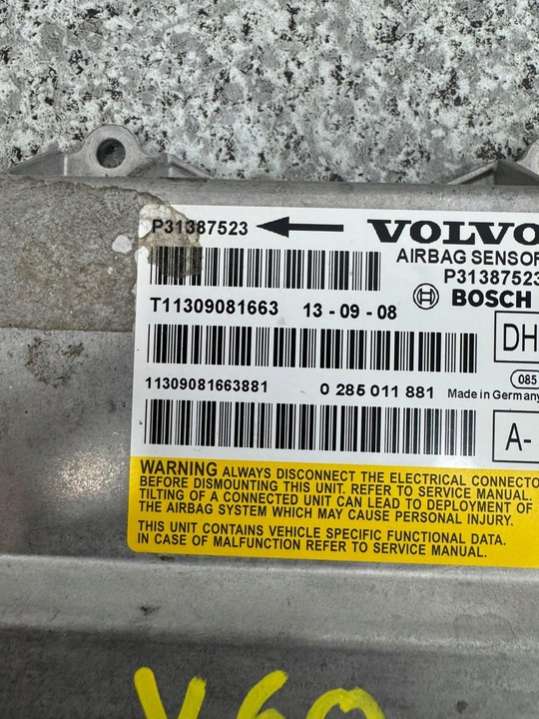 P31387523 VOLVO
AIRBAG SENSOR
P31387523
T11309081663 13-09-08 BOSCH
DH
085
11309081663881 0 285 011 881 Made in Germany
A-
WARNING ALWAYS DISCONNECT THE ELECTRICAL CONNECTO
BEFORE DISMOUNTING THIS UNIT. REFER TO SERVICE MANUAL.
TILTING OF A CONNECTED UNIT CAN LEAD TO DEPLOYMENT OF
THE AIRBAG SYSTEM WHICH MAY CAUSE PERSONAL INJURY.
THIS UNIT CONTAINS VEHICLE SPECIFIC FUNCTIONAL DATA.
IN CASE OF MALFUNCTION REFER TO SERVICE MANUAL.
V60